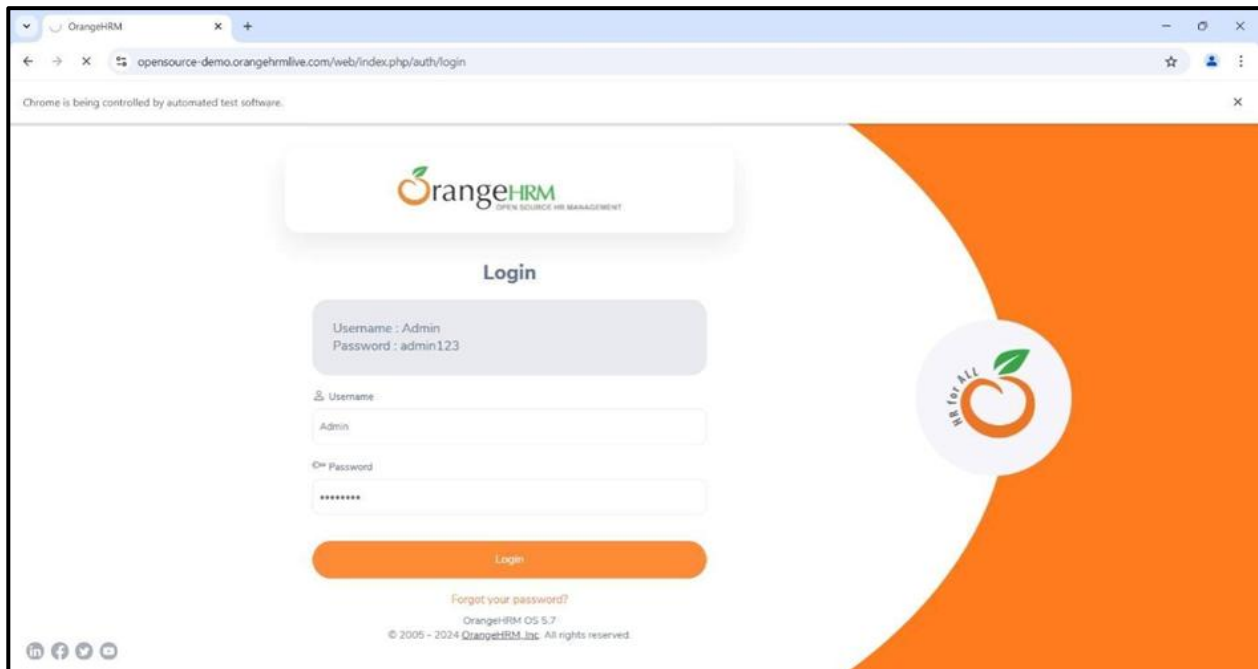 OrangeHRM
opensource-demo.orangehrmlive.com/web/index.php/auth/login
Chrome is being controlled by automated test software.
OrangeHRM
OPEN SOURCE HR MANAGEMENT
Login
Username : Admin
Password : admin123
Username
Admin
Password
••••••••
Login
Forgot your password?
OrangeHRM OS 5.7
© 2005 - 2024 OrangeHRM, Inc. All rights reserved.
HR for ALL